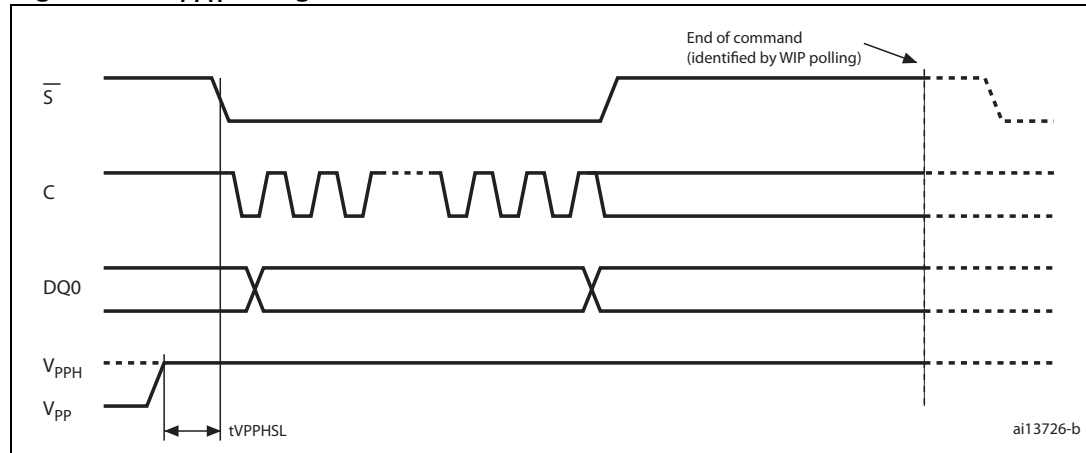 End of command
(identified by WIP polling)
S
C
DQ0
VPPH
VPP
tVPPHSL
ai13726-b